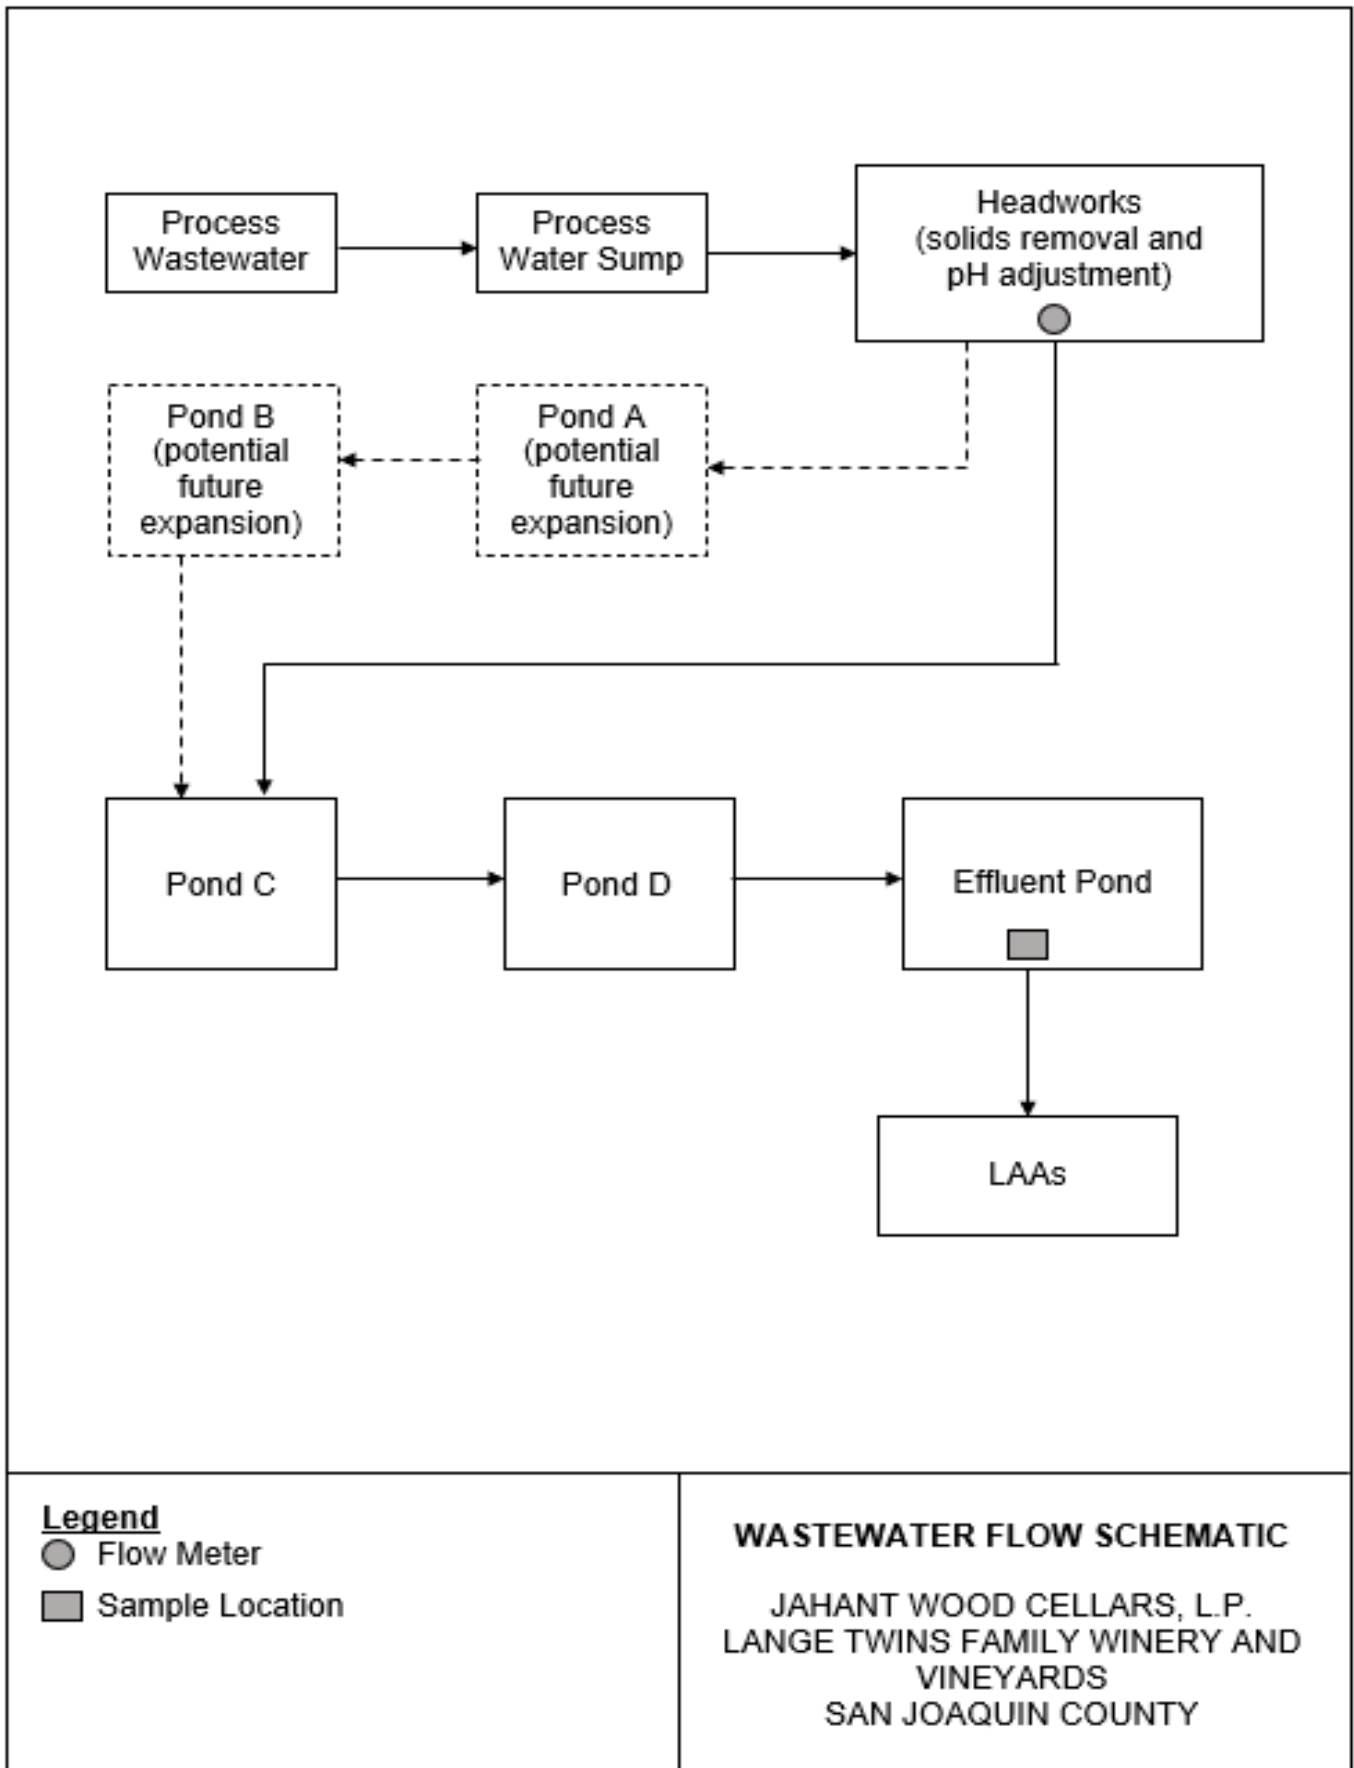 Process
Wastewater
Process
Water Sump
Headworks
(solids removal and
pH adjustment)
Pond B
(potential
future
expansion)
Pond A
(potential
future
expansion)
Pond C
Pond D
Effluent Pond
LAAs
Legend
Flow Meter
Sample Location
WASTEWATER FLOW SCHEMATIC
JAHANT WOOD CELLARS, L.P.
LANGE TWINS FAMILY WINERY AND
VINEYARDS
SAN JOAQUIN COUNTY